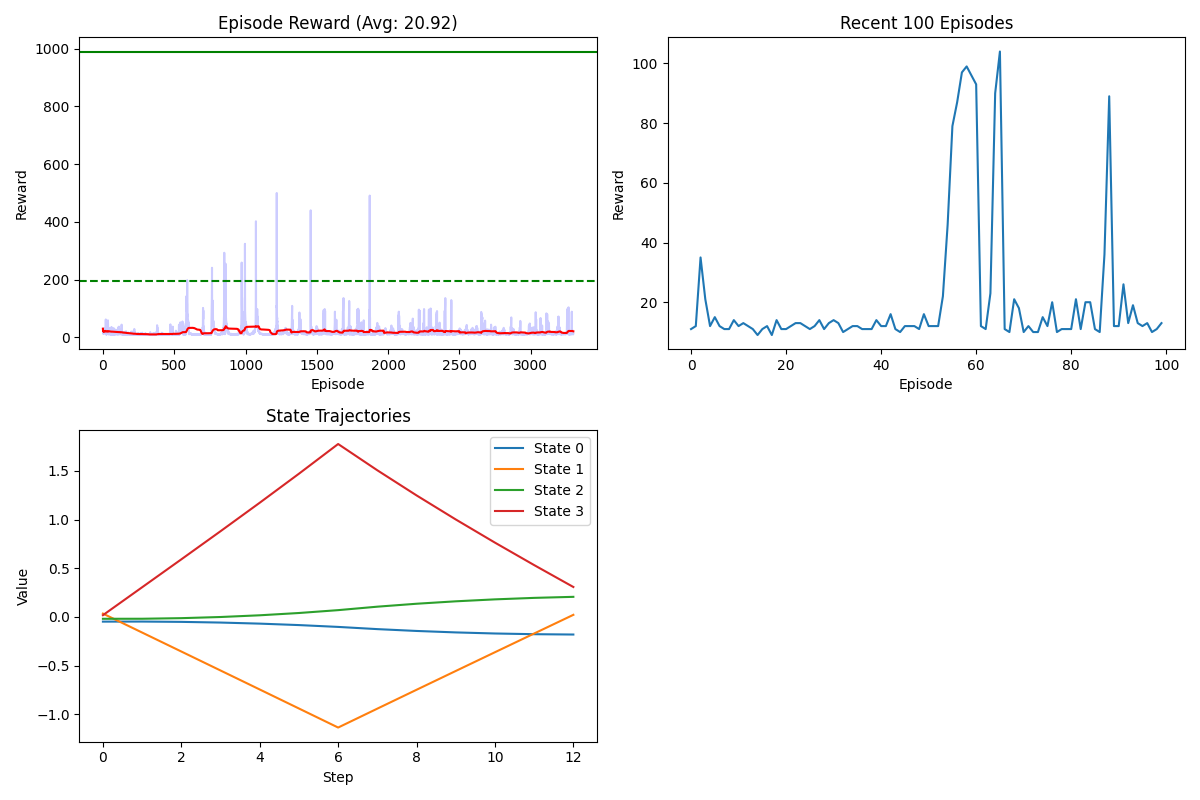 Episode Reward (Avg: 20.92)
Reward
1000
800
600
400
200
0
0 500 1000 1500 2000 2500 3000
Episode
Recent 100 Episodes
Reward
100
80
60
40
20
0 20 40 60 80 100
Episode
State Trajectories
Value
1.5
1.0
0.5
0.0
−0.5
−1.0
State 0
State 1
State 2
State 3
0 2 4 6 8 10 12
Step